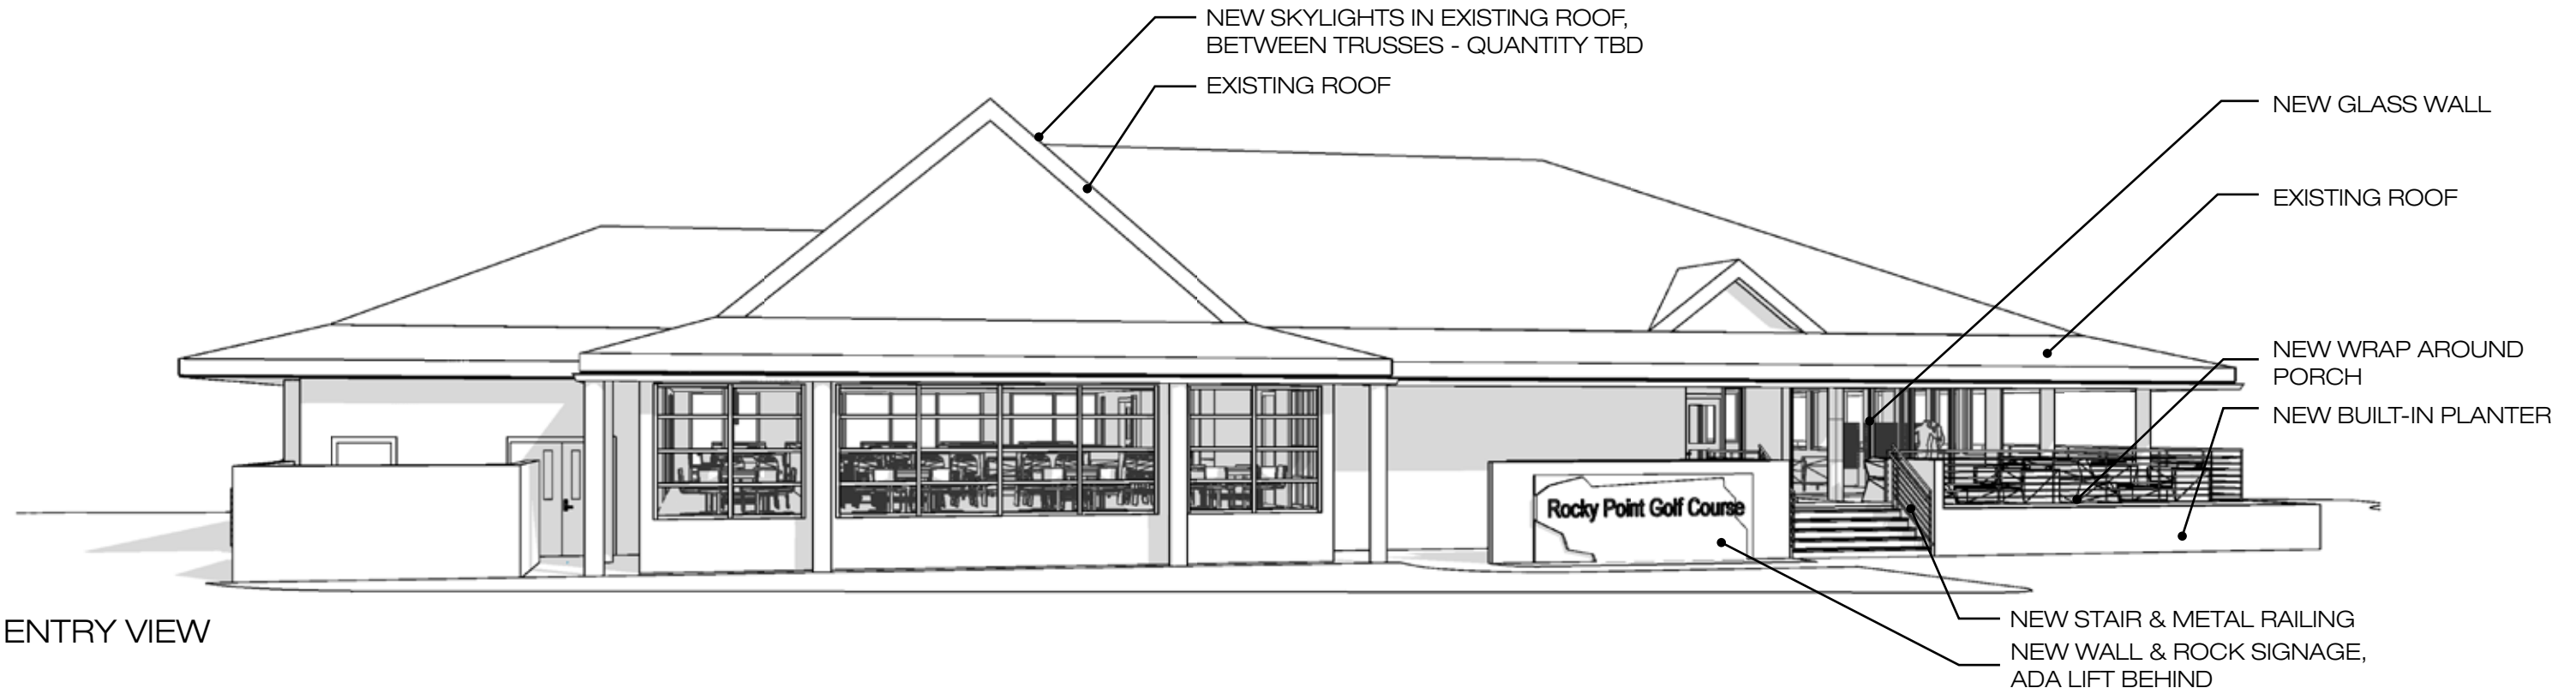 NEW SKYLIGHTS IN EXISTING ROOF,
BETWEEN TRUSSES - QUANTITY TBD
EXISTING ROOF
NEW GLASS WALL
EXISTING ROOF
NEW WRAP AROUND
PORCH
NEW BUILT-IN PLANTER
Rocky Point Golf Course
NEW STAIR & METAL RAILING
NEW WALL & ROCK SIGNAGE,
ADA LIFT BEHIND
ENTRY VIEW